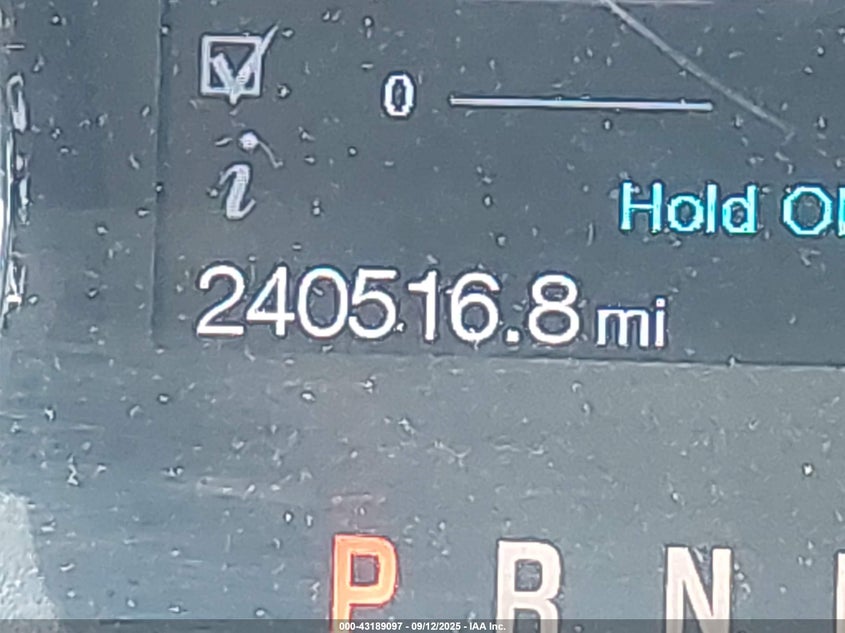 0
Hold O
240516.8 mi
P R N
000-43189097 - 09/12/2025 - IAA Inc.